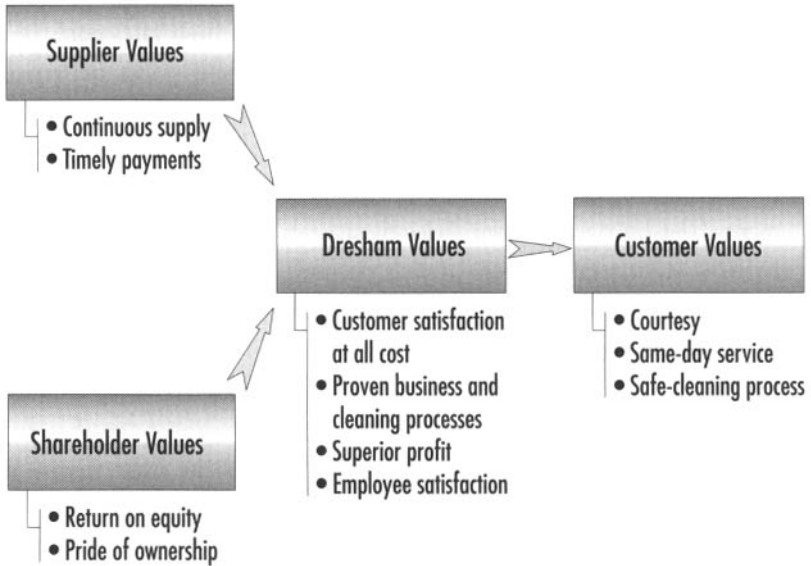 Supplier Values
• Continuous supply
• Timely payments
Dresham Values
• Customer satisfaction
at all cost
• Proven business and
cleaning processes
• Superior profit
• Employee satisfaction
Customer Values
• Courtesy
• Same-day service
• Safe-cleaning process
Shareholder Values
• Return on equity
• Pride of ownership